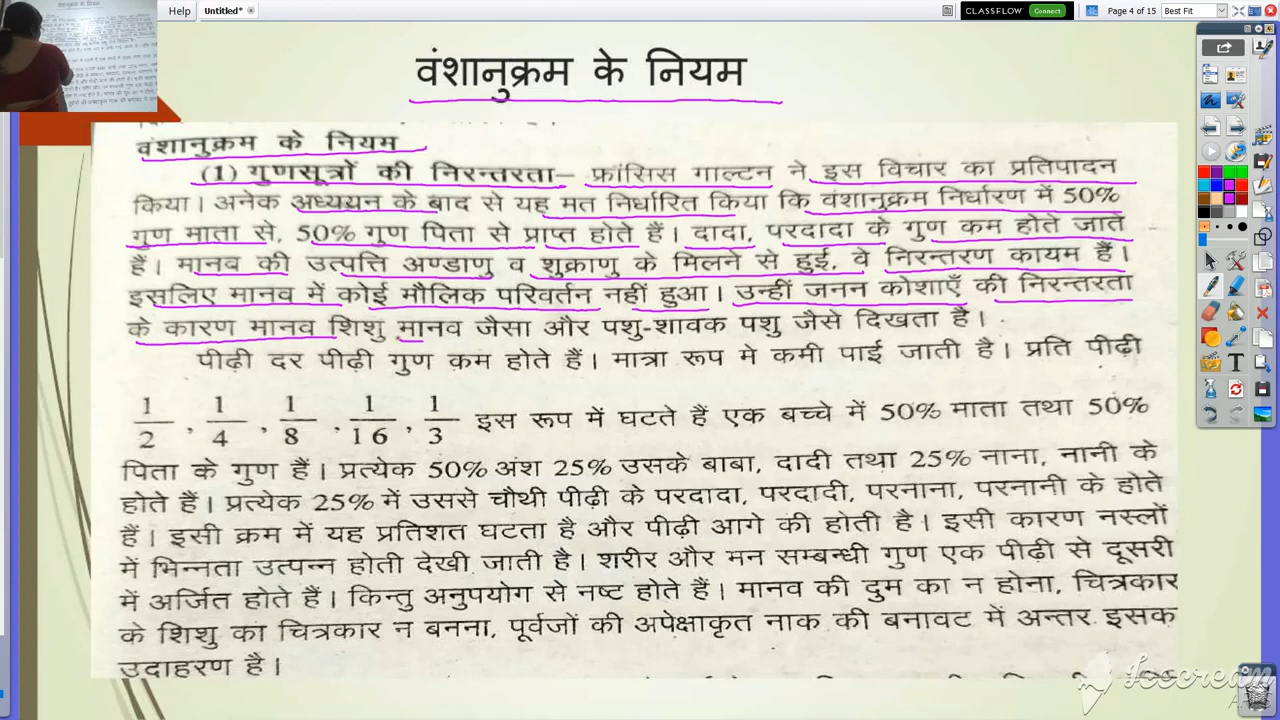 Help Untitled* CLASSFLOW Connect Page 4 of 15 Best Fit
वंशानुक्रम के नियम
वंशानुक्रम के नियम
(1) गुणसूत्रों की निरन्तरता– फ्रांसिस गाल्टन ने इस विचार का प्रतिपादन
किया। अनेक अध्ययन के बाद से यह मत निर्धारित किया कि वंशानुक्रम निर्धारण में 50%
गुण माता से, 50% गुण पिता से प्राप्त होते हैं। दादा, परदादा के गुण कम होते जाते
हैं। मानव की उत्पत्ति अण्डाणु व शुक्राणु के मिलने से हुई, वे निरन्तरण कायम हैं।
इसलिए मानव में कोई मौलिक परिवर्तन नहीं हुआ। उन्हीं जनन कोशाएँ की निरन्तरता
के कारण मानव शिशु मानव जैसा और पशु-शावक पशु जैसे दिखता है।
पीढ़ी दर पीढ़ी गुण क़म होते हैं। मात्रा रूप मे कमी पाई जाती है। प्रति पीढ़ी
1/2, 1/4, 1/8, 1/16, 1/3 इस रूप में घटते हैं एक बच्चे में 50% माता तथा 50%
पिता के गुण हैं। प्रत्येक 50% अंश 25% उसके बाबा, दादी तथा 25% नाना, नानी के
होते हैं। प्रत्येक 25% में उससे चौथी पीढ़ी के परदादा, परदादी, परनाना, परनानी के होते
हैं। इसी क्रम में यह प्रतिशत घटता है और पीढ़ी आगे की होती है। इसी कारण नस्लों
में भिन्नता उत्पन्न होती देखी जाती है। शरीर और मन सम्बन्धी गुण एक पीढ़ी से दूसरी
में अर्जित होते हैं। किन्तु अनुपयोग से नष्ट होते हैं। मानव की दुम का न होना, चित्रकार
के शिशु का चित्रकार न बनना, पूर्वजों की अपेक्षाकृत नाक की बनावट में अन्तर इसक
उदाहरण है।
Icecream
APPS